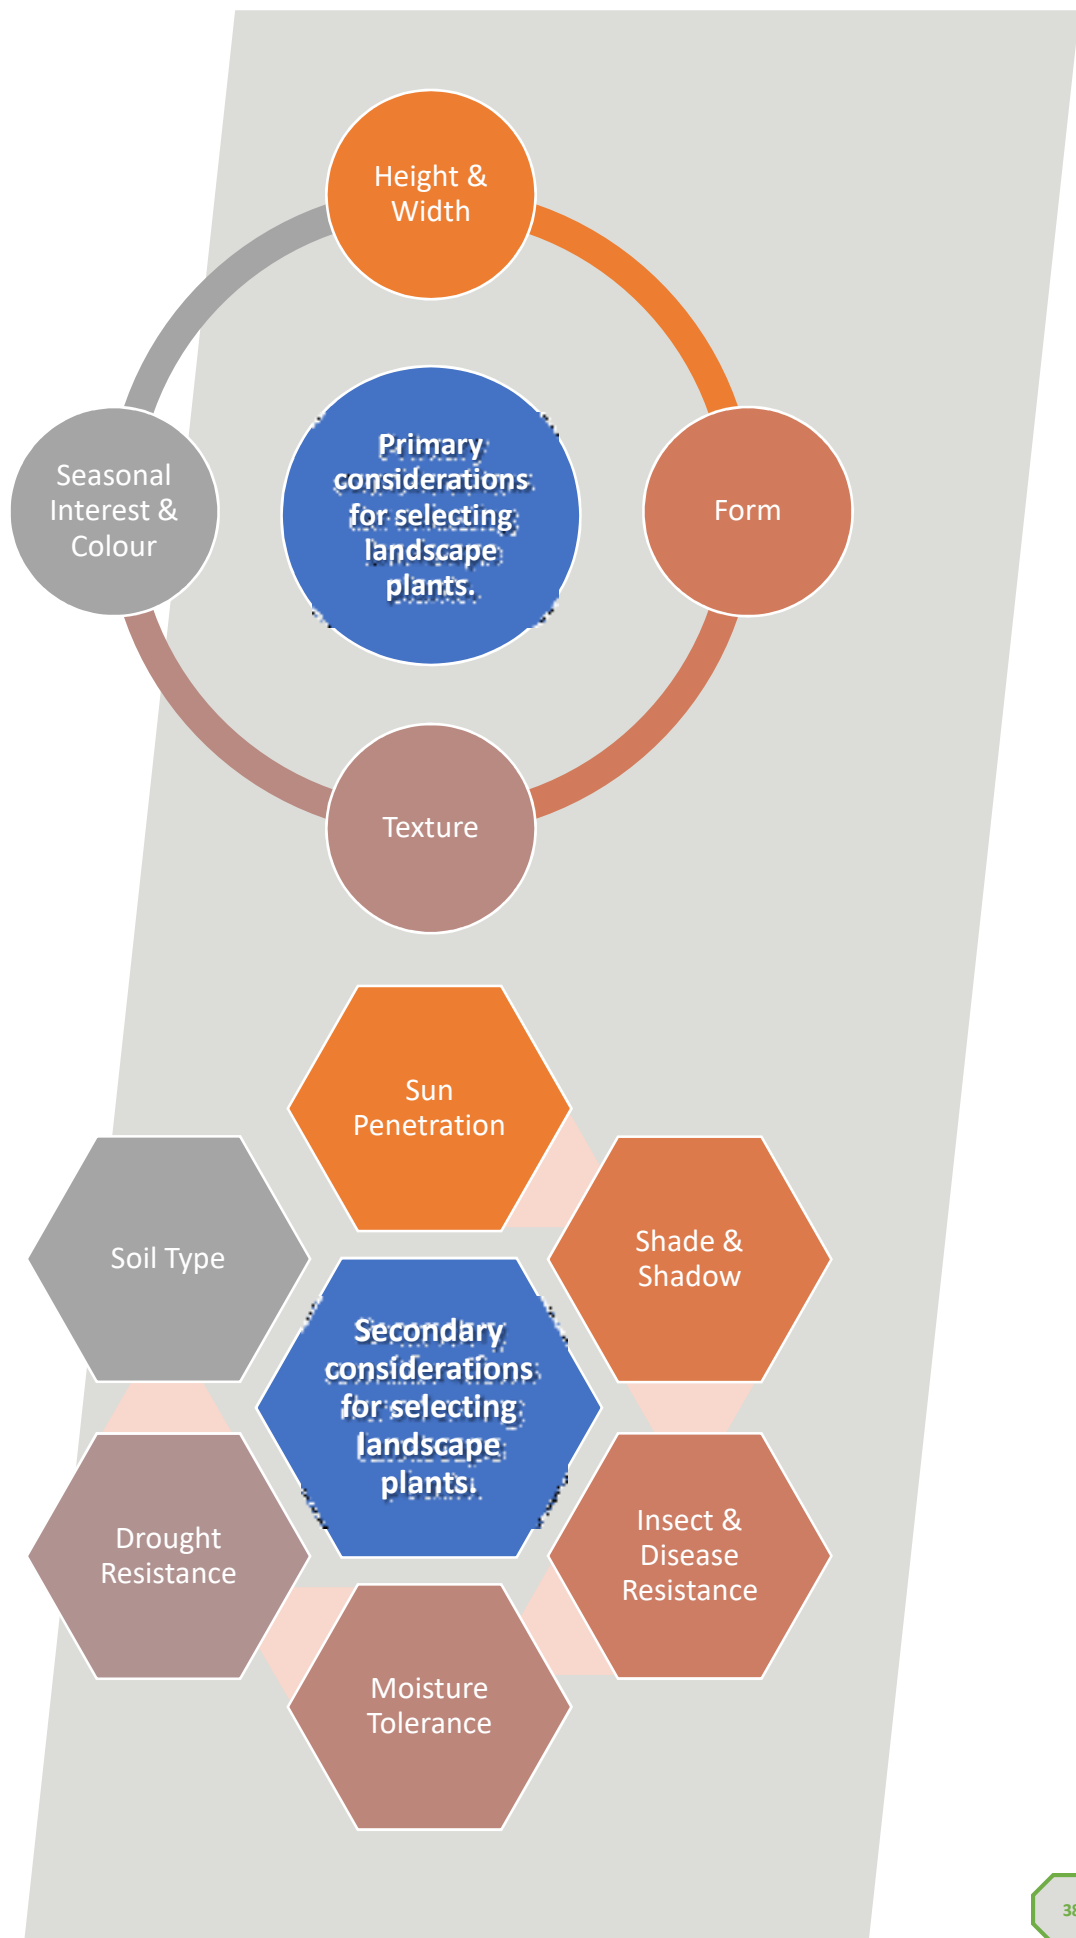 Height &
Width
Seasonal
Interest &
Colour
Primary
considerations
for selecting
landscape
plants.
Form
Texture
Sun
Penetration
Soil Type
Shade &
Shadow
Secondary
considerations
for selecting
landscape
plants.
Drought
Resistance
Insect &
Disease
Resistance
Moisture
Tolerance
38